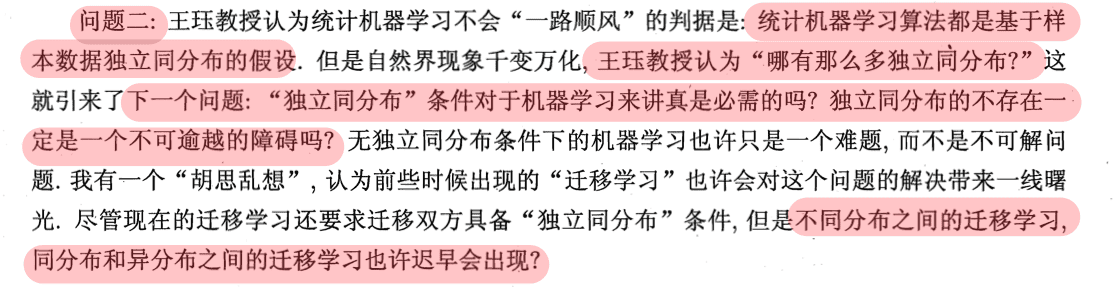 问题二: 王珏教授认为统计机器学习不会“一路顺风”的判据是: 统计机器学习算法都是基于样
本数据独立同分布的假设. 但是自然界现象千变万化, 王珏教授认为“哪有那么多独立同分布?” 这
就引来了下一个问题: “独立同分布”条件对于机器学习来讲真是必需的吗? 独立同分布的不存在一
定是一个不可逾越的障碍吗? 无独立同分布条件下的机器学习也许只是一个难题, 而不是不可解问
题. 我有一个“胡思乱想”, 认为前些时候出现的“迁移学习”也许会对这个问题的解决带来一线曙
光. 尽管现在的迁移学习还要求迁移双方具备“独立同分布”条件, 但是不同分布之间的迁移学习,
同分布和异分布之间的迁移学习也许迟早会出现?